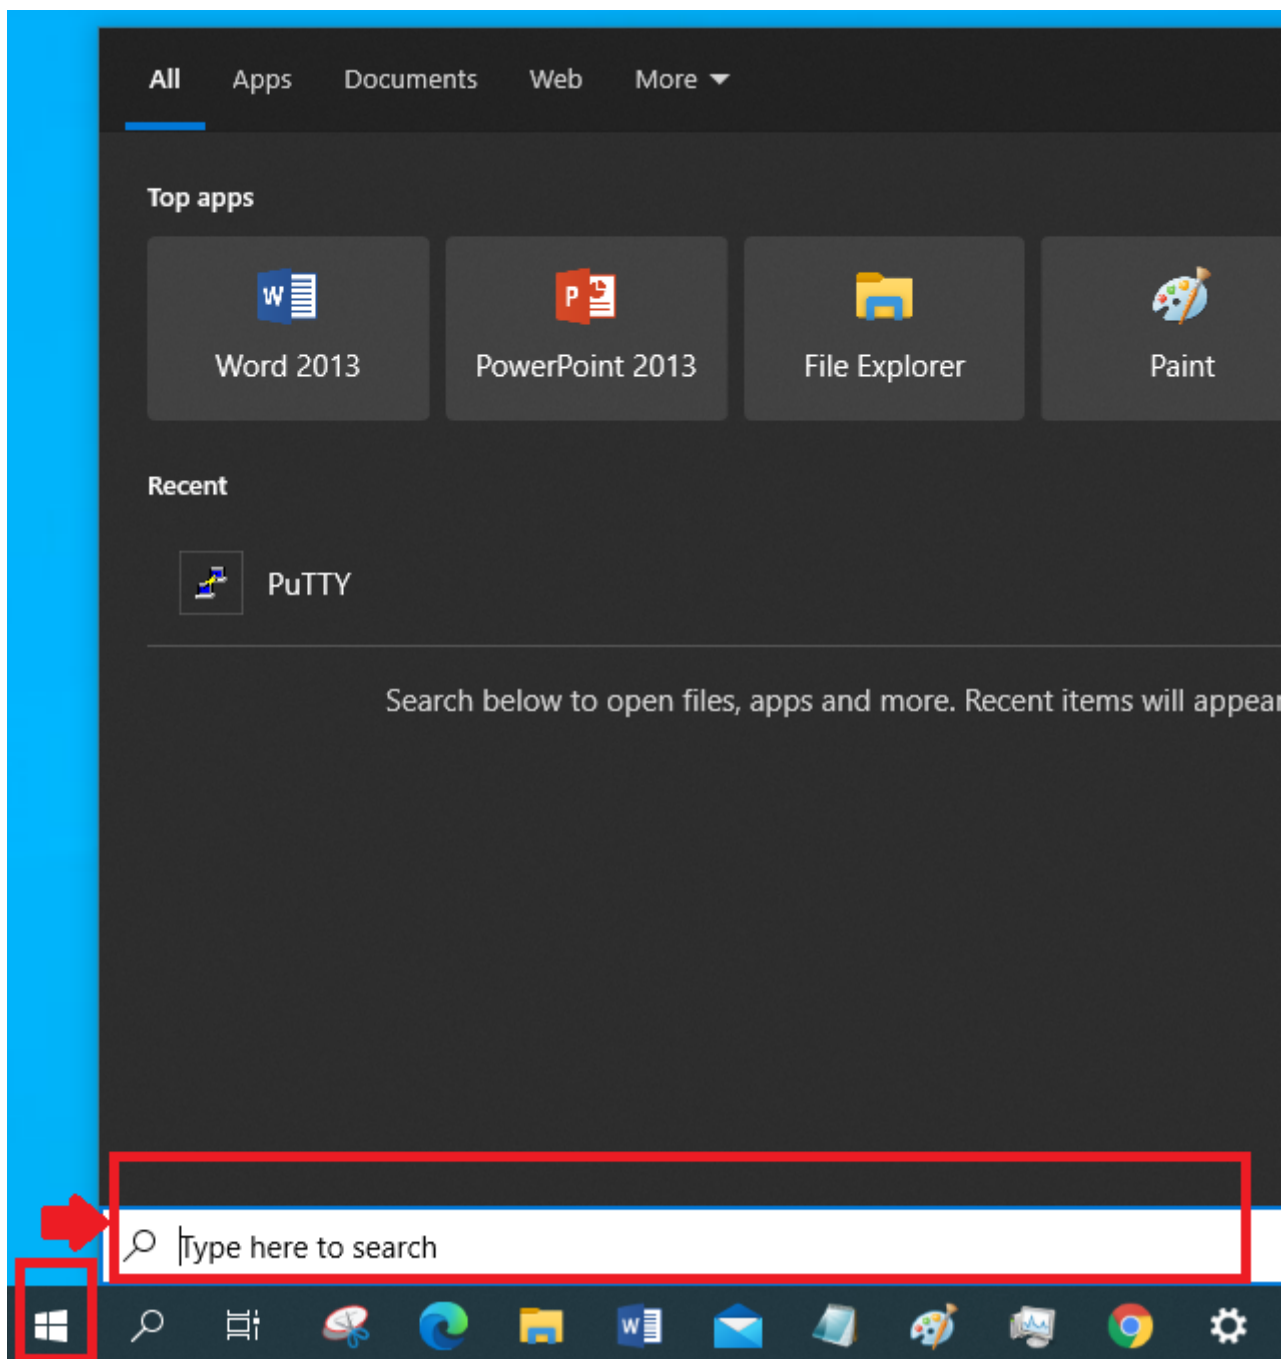 All Apps Documents Web More
Top apps
Word 2013 PowerPoint 2013 File Explorer Paint
Recent
PuTTY
Search below to open files, apps and more. Recent items will appear
Type here to search